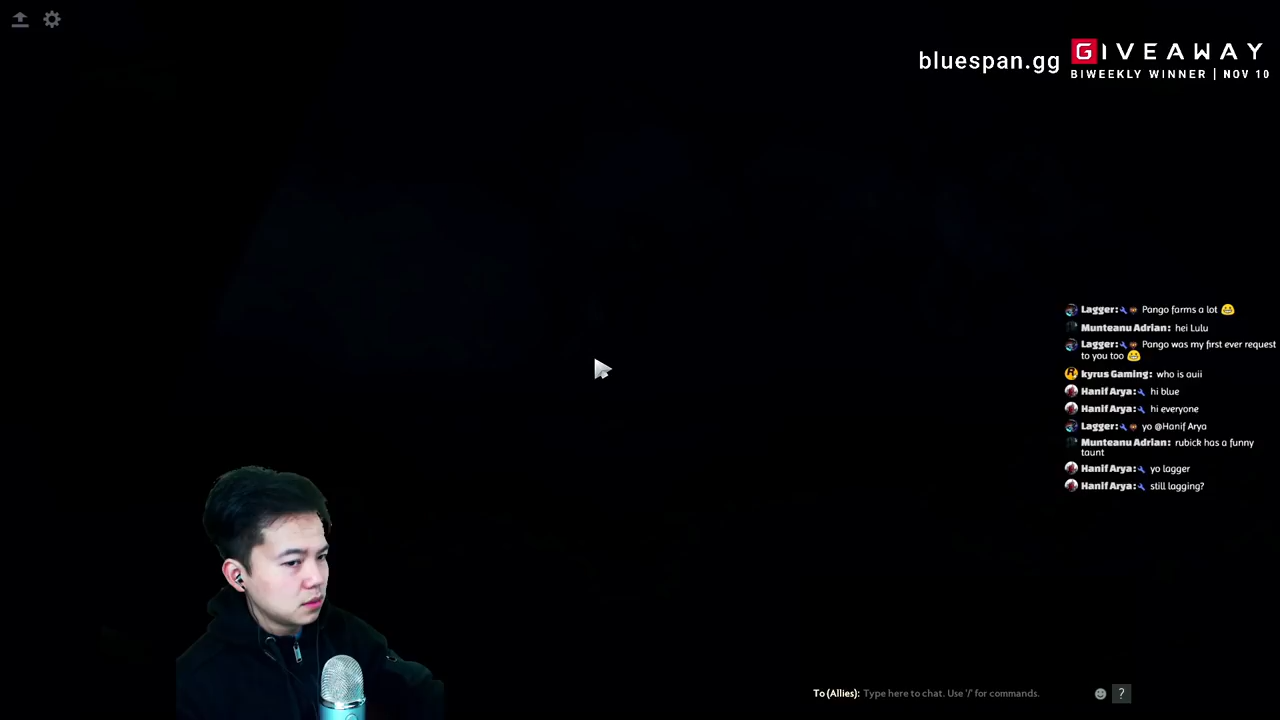 bluespan.gg
GIVEAWAY
BIWEEKLY WINNER | NOV 10
Lagger: Pango farms a lot
Munteanu Adrian: hei Lulu
Lagger: Pango was my first ever request
to you too
kyrus Gaming: who is auii
Hanif Arya: hi blue
Hanif Arya: hi everyone
Lagger: yo @Hanif Arya
Munteanu Adrian: rubick has a funny
taunt
Hanif Arya: yo lagger
Hanif Arya: still lagging?
To (Allies): Type here to chat. Use '/' for commands.
?